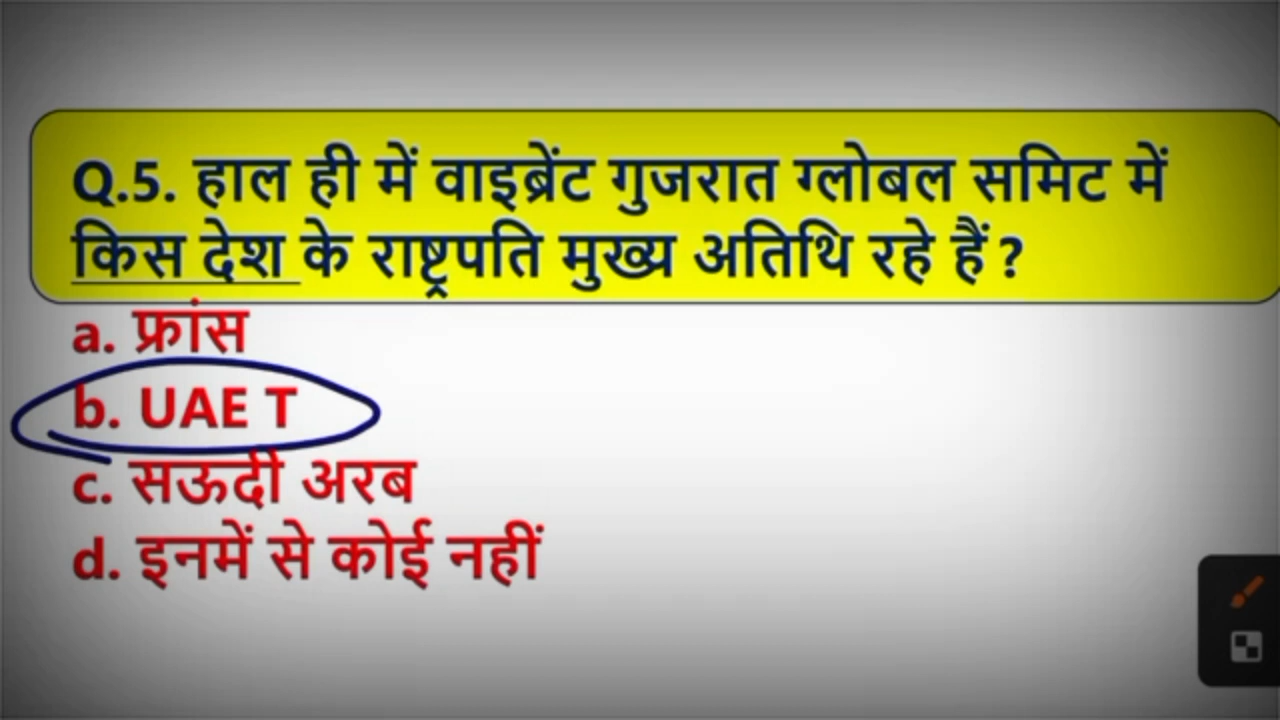 Q.5. हाल ही में वाइब्रेंट गुजरात ग्लोबल समिट में
किस देश के राष्ट्रपति मुख्य अतिथि रहे हैं ?
a. फ्रांस
b. UAE T
c. सऊदी अरब
d. इनमें से कोई नहीं